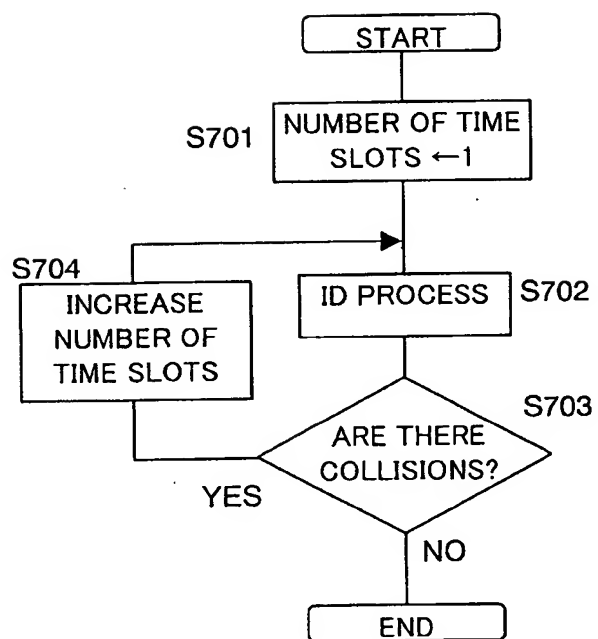 START
S701
NUMBER OF TIME
SLOTS ←1
S704
INCREASE
NUMBER OF
TIME SLOTS
ID PROCESS
S702
S703
ARE THERE
COLLISIONS?
YES
NO
END